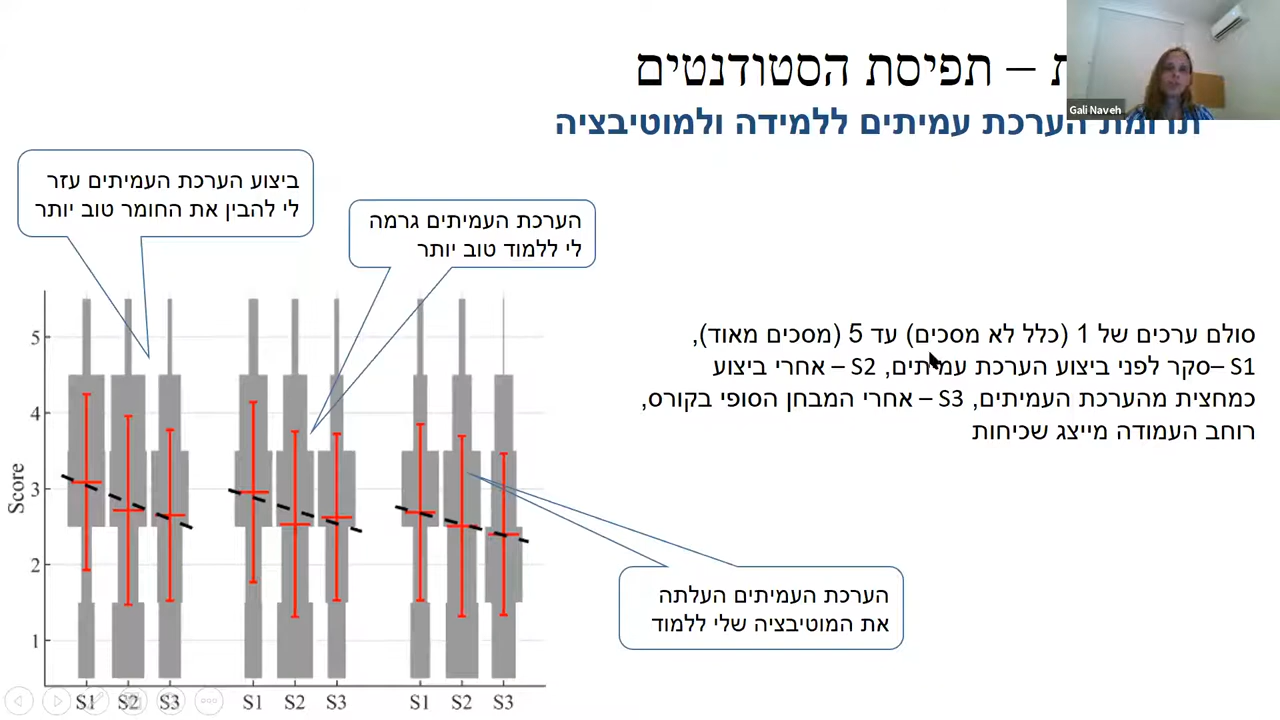 – תפיסת הסטודנטים
תרומת הערכת עמיתים ללמידה ולמוטיבציה
Gali Naveh
ביצוע הערכת העמיתים עזר
לי להבין את החומר טוב יותר
הערכת העמיתים גרמה
לי ללמוד טוב יותר
סולם ערכים של 1 (כלל לא מסכים) עד 5 (מסכים מאוד),
S1 –סקר לפני ביצוע הערכת עמיתים, S2 – אחרי ביצוע
כמחצית מהערכת העמיתים, S3 – אחרי המבחן הסופי בקורס,
רוחב העמודה מייצג שכיחות
הערכת העמיתים העלתה
את המוטיבציה שלי ללמוד
Score
5
4
3
2
1
S1 S2 S3 S1 S2 S3 S1 S2 S3